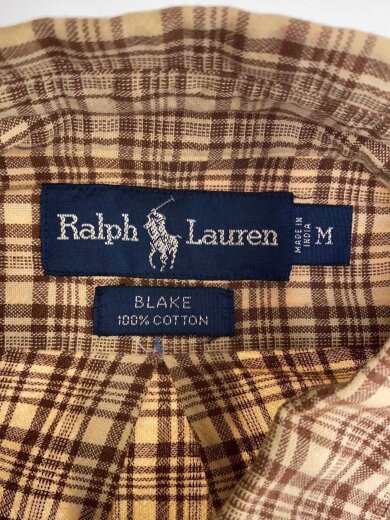 Ralph Lauren
MADE IN
INDIA
M
BLAKE
100% COTTON